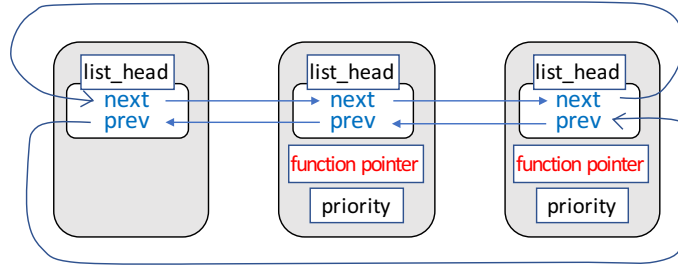 list_head
next
prev
list_head
next
prev
function pointer
priority
list_head
next
prev
function pointer
priority